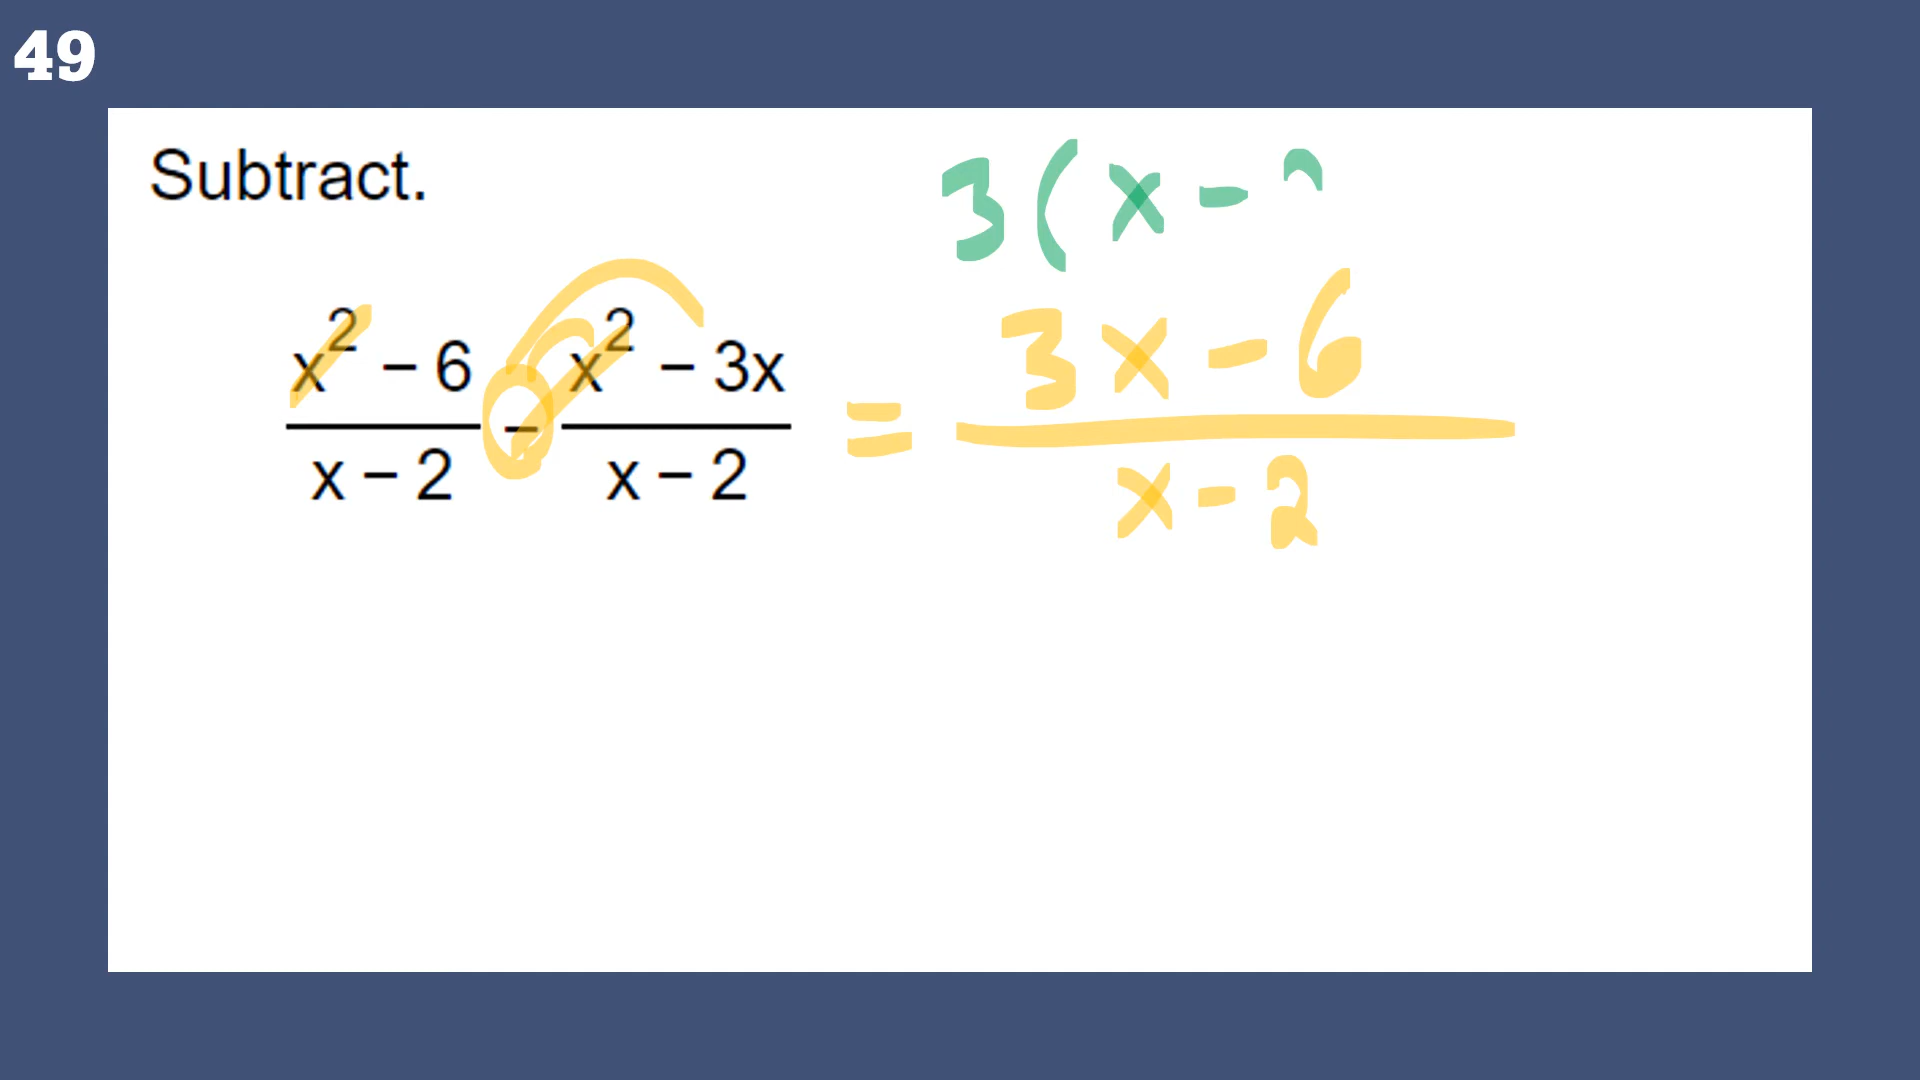 49
Subtract.
3(x -
x² – 6 / x – 2 – x² – 3x / x – 2 = 3x - 6 / x - 2